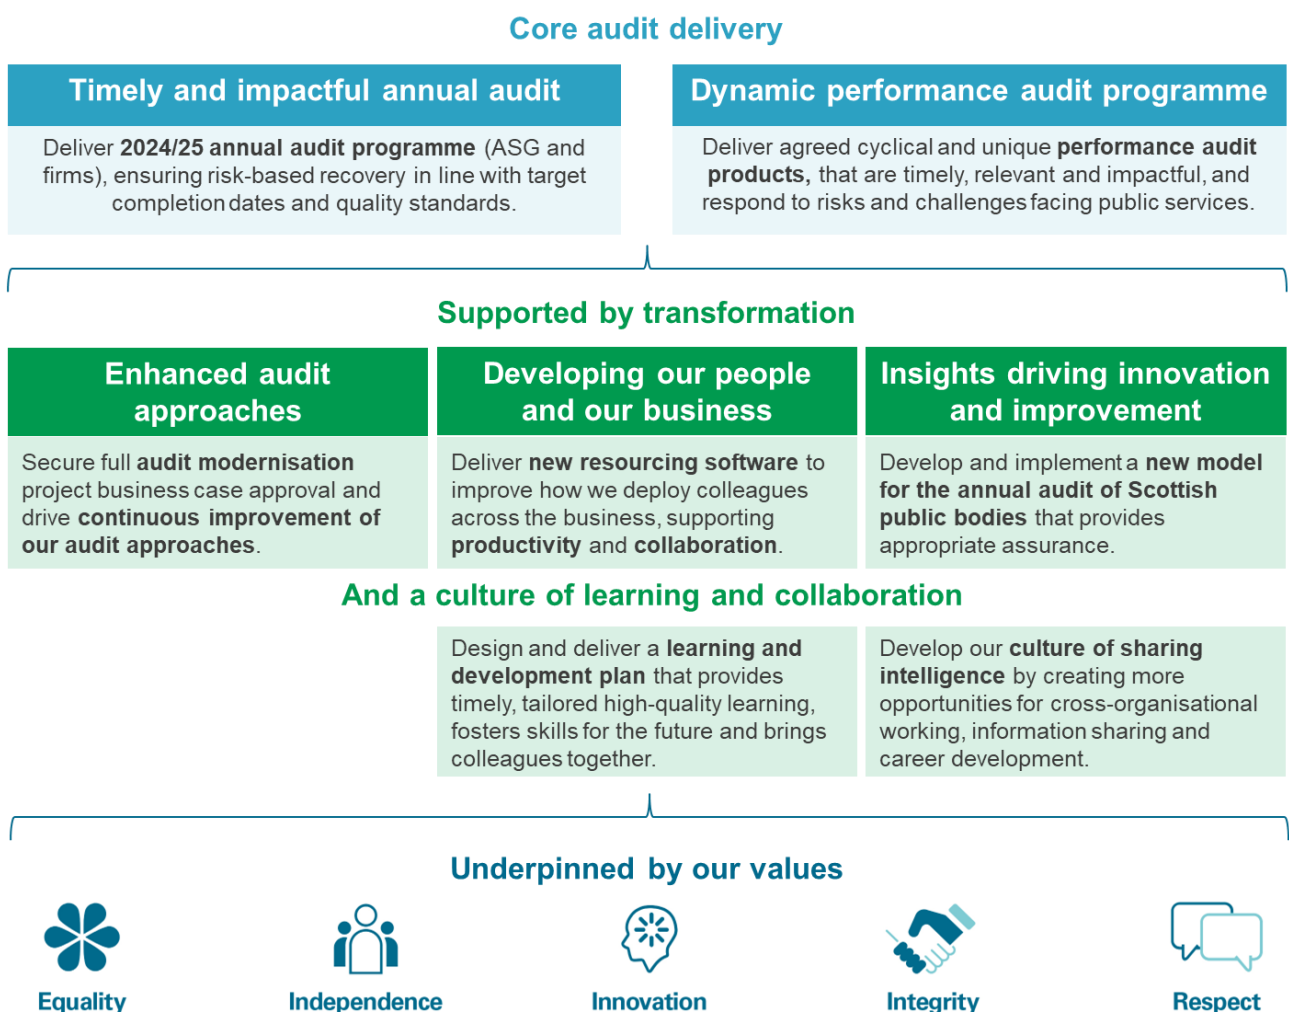 Core audit delivery
Timely and impactful annual audit
Deliver 2024/25 annual audit programme (ASG and
firms), ensuring risk-based recovery in line with target
completion dates and quality standards.
Dynamic performance audit programme
Deliver agreed cyclical and unique performance audit
products, that are timely, relevant and impactful, and
respond to risks and challenges facing public services.
Supported by transformation
Enhanced audit
approaches
Secure full audit modernisation
project business case approval and
drive continuous improvement of
our audit approaches.
Developing our people
and our business
Deliver new resourcing software to
improve how we deploy colleagues
across the business, supporting
productivity and collaboration.
Insights driving innovation
and improvement
Develop and implement a new model
for the annual audit of Scottish
public bodies that provides
appropriate assurance.
And a culture of learning and collaboration
Design and deliver a learning and
development plan that provides
timely, tailored high-quality learning,
fosters skills for the future and brings
colleagues together.
Develop our culture of sharing
intelligence by creating more
opportunities for cross-organisational
working, information sharing and
career development.
Underpinned by our values
Equality
Independence
Innovation
Integrity
Respect